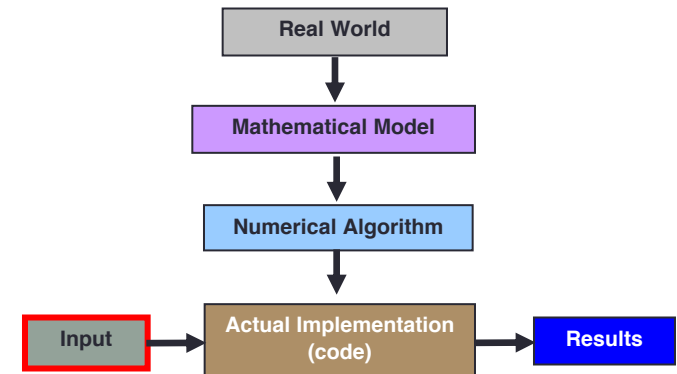 Real World
Mathematical Model
Numerical Algorithm
Input
Actual Implementation
(code)
Results